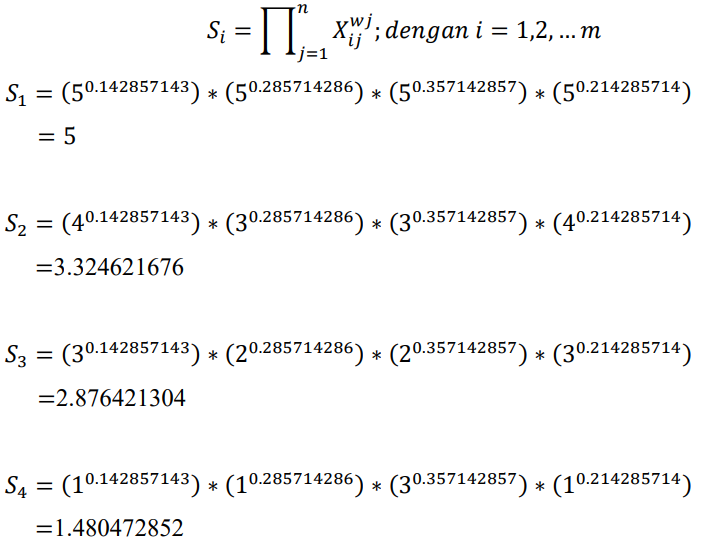 S_i = ∏_{j=1}^{n} X_{ij}^{wj}; dengan i = 1,2, … m
S_1 = (5^{0.142857143}) ∗ (5^{0.285714286}) ∗ (5^{0.357142857}) ∗ (5^{0.214285714})
= 5
S_2 = (4^{0.142857143}) ∗ (3^{0.285714286}) ∗ (3^{0.357142857}) ∗ (4^{0.214285714})
=3.324621676
S_3 = (3^{0.142857143}) ∗ (2^{0.285714286}) ∗ (2^{0.357142857}) ∗ (3^{0.214285714})
=2.876421304
S_4 = (1^{0.142857143}) ∗ (1^{0.285714286}) ∗ (3^{0.357142857}) ∗ (1^{0.214285714})
=1.480472852